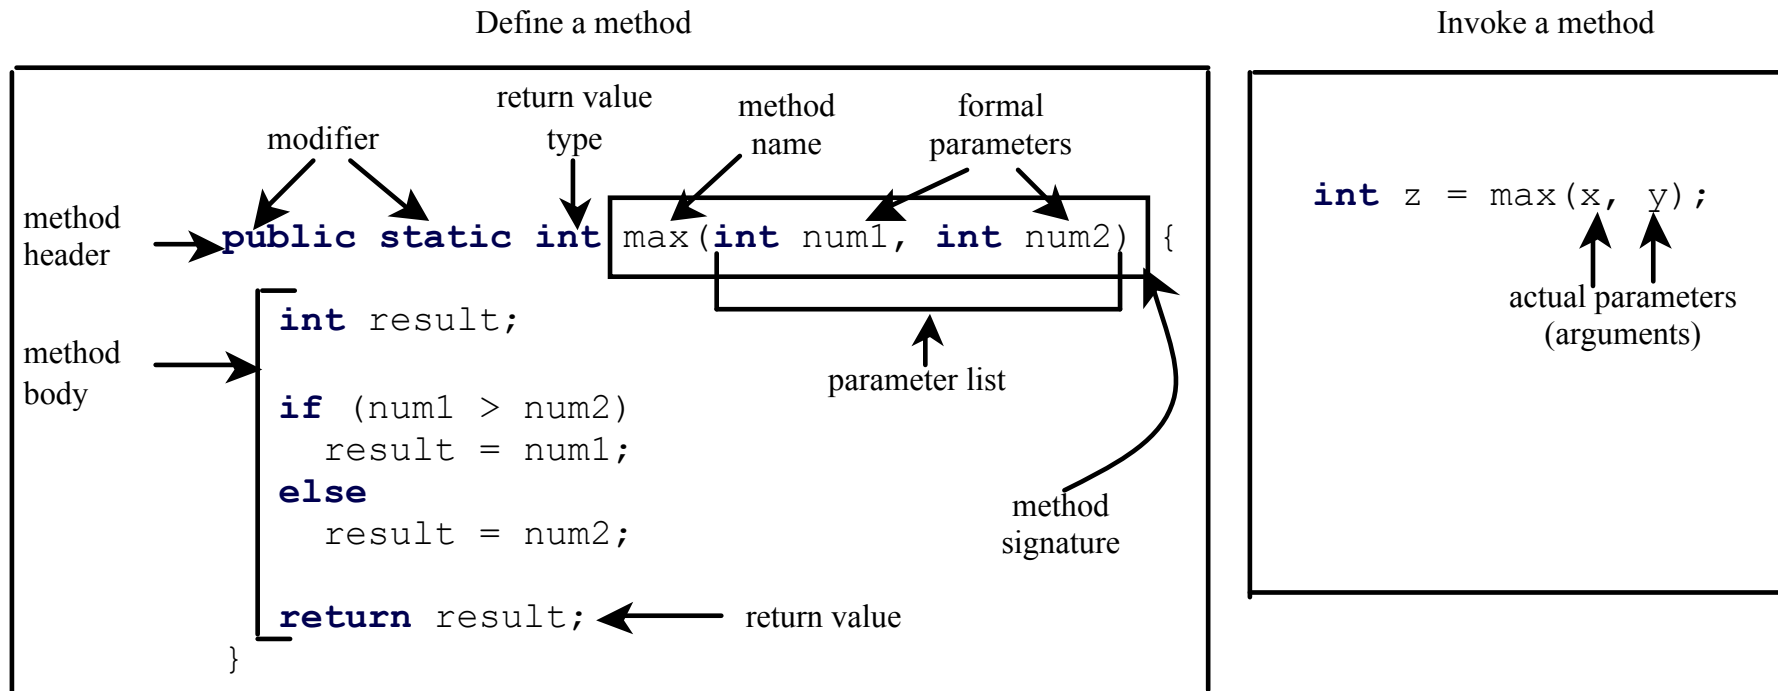 Define a method
Invoke a method
return value
type
method
name
formal
parameters
modifier
method
header
public static int max(int num1, int num2) {
int result;
parameter list
method
body
if (num1 > num2)
result = num1;
else
result = num2;
method
signature
return result;
return value
}
int z = max(x, y);
actual parameters
(arguments)